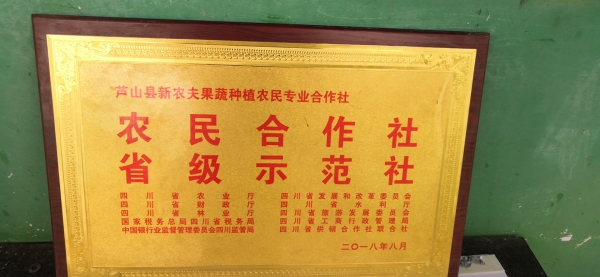 芦山县新农夫果蔬种植农民专业合作社
农民合作社
省级示范社
四川省农业厅 四川省发展和改革委员会
四川省财政厅 四川省水利厅
四川省林业厅 四川省旅游发展委员会
国家税务总局四川省税务局 四川省工商行政管理局
中国银行业监督管理委员会四川监管局 四川省供销合作社联合社
二〇一八年八月